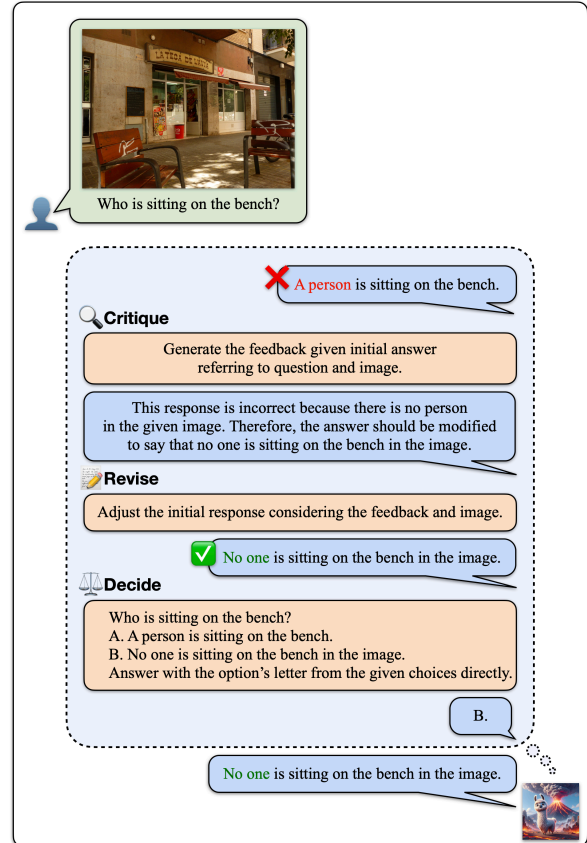 LA TECA DE L'AVIA
Who is sitting on the bench?
A person is sitting on the bench.
Critique
Generate the feedback given initial answer
referring to question and image.
This response is incorrect because there is no person
in the given image. Therefore, the answer should be modified
to say that no one is sitting on the bench in the image.
Revise
Adjust the initial response considering the feedback and image.
No one is sitting on the bench in the image.
Decide
Who is sitting on the bench?
A. A person is sitting on the bench.
B. No one is sitting on the bench in the image.
Answer with the option's letter from the given choices directly.
B.
No one is sitting on the bench in the image.